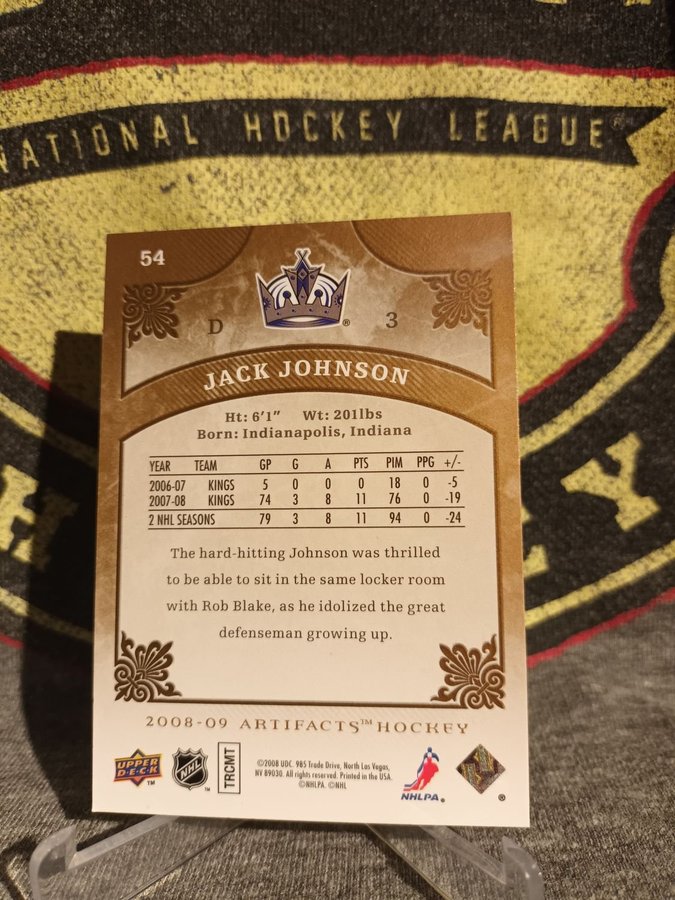 NATIONAL HOCKEY LEAGUE®
54
D 3
JACK JOHNSON
Ht: 6'1" Wt: 201lbs
Born: Indianapolis, Indiana
YEAR TEAM GP G A PTS PIM PPG +/-
2006-07 KINGS 5 0 0 0 18 0 -5
2007-08 KINGS 74 3 8 11 76 0 -19
2 NHL SEASONS 79 3 8 11 94 0 -24
The hard-hitting Johnson was thrilled
to be able to sit in the same locker room
with Rob Blake, as he idolized the great
defenseman growing up.
2008-09 ARTIFACTS™ HOCKEY
UPPER
DECK
NHL
TRCMT
©2008 UDC. 985 Trade Drive, North Las Vegas,
NV 89030. All rights reserved. Printed in the USA.
©NHLPA. ©NHL
NHLPA.